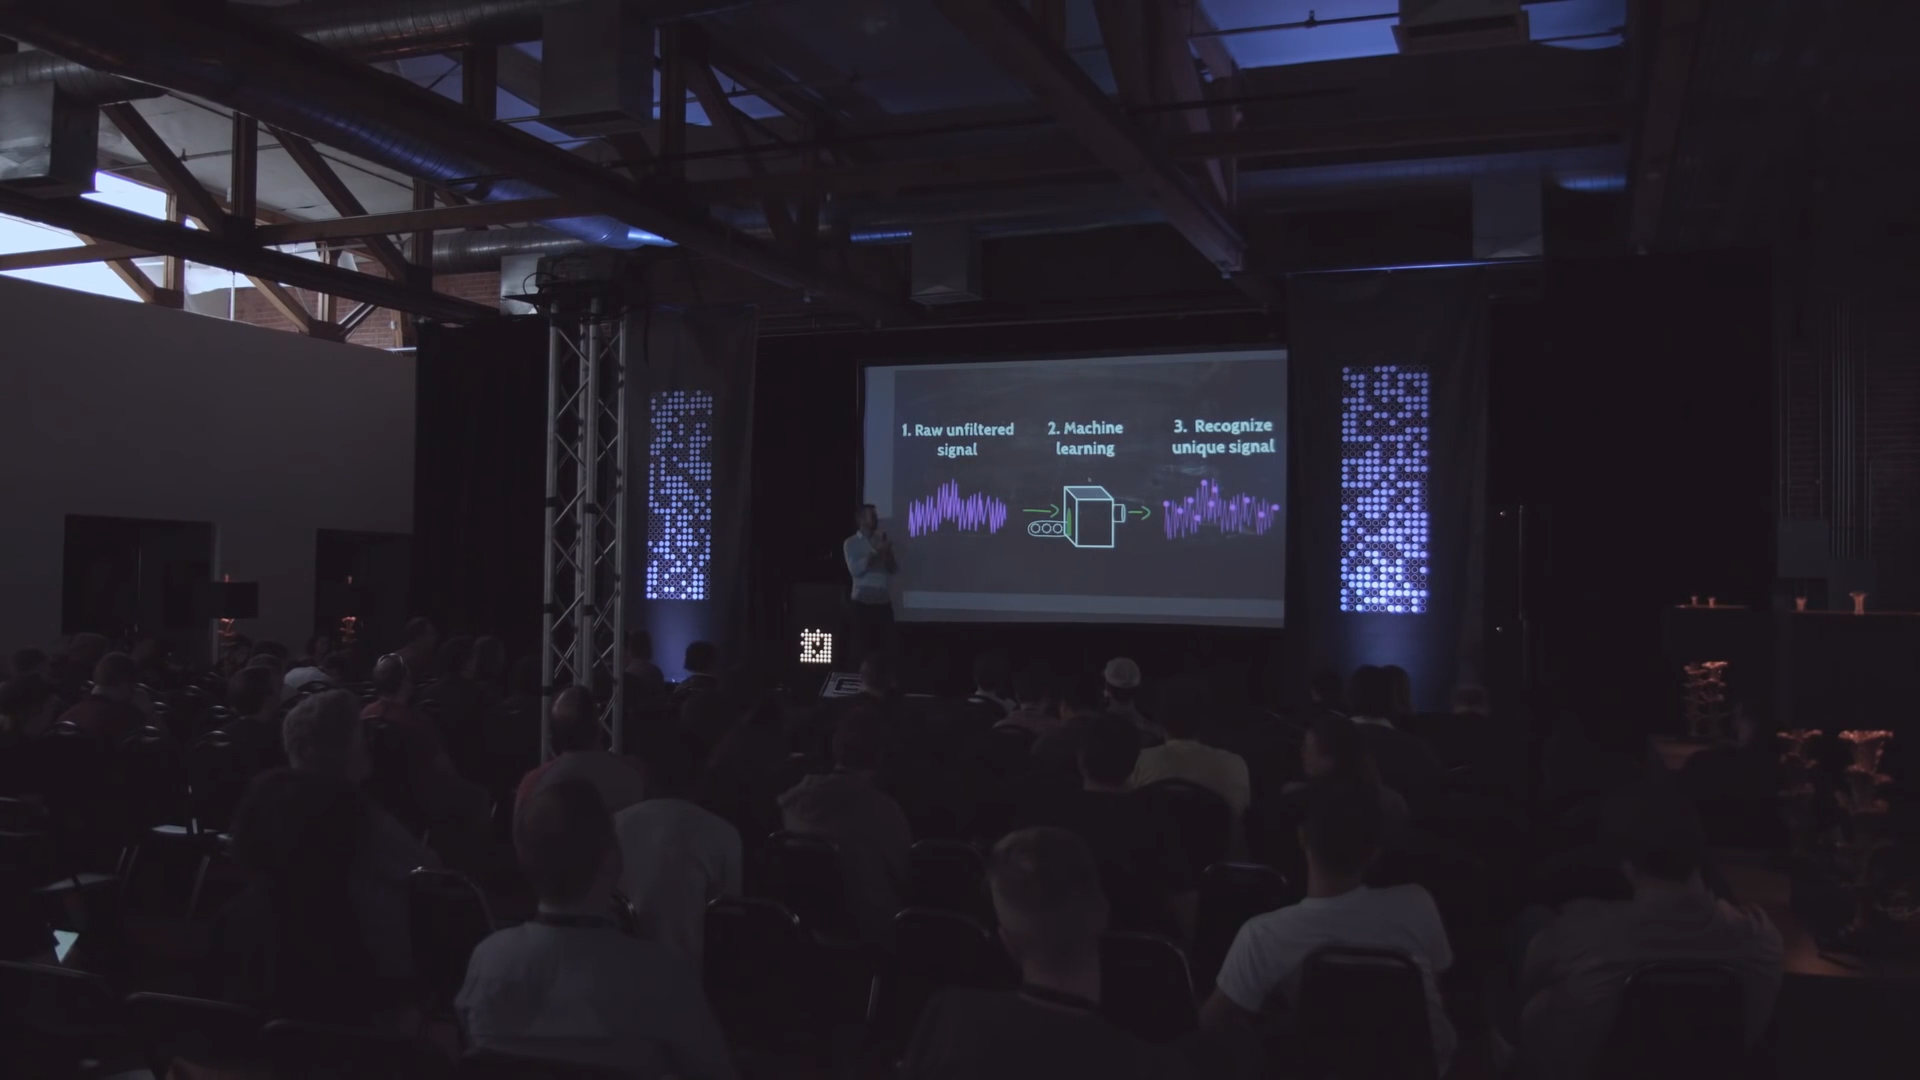 1. Raw unfiltered
signal
2. Machine
learning
3. Recognize
unique signal